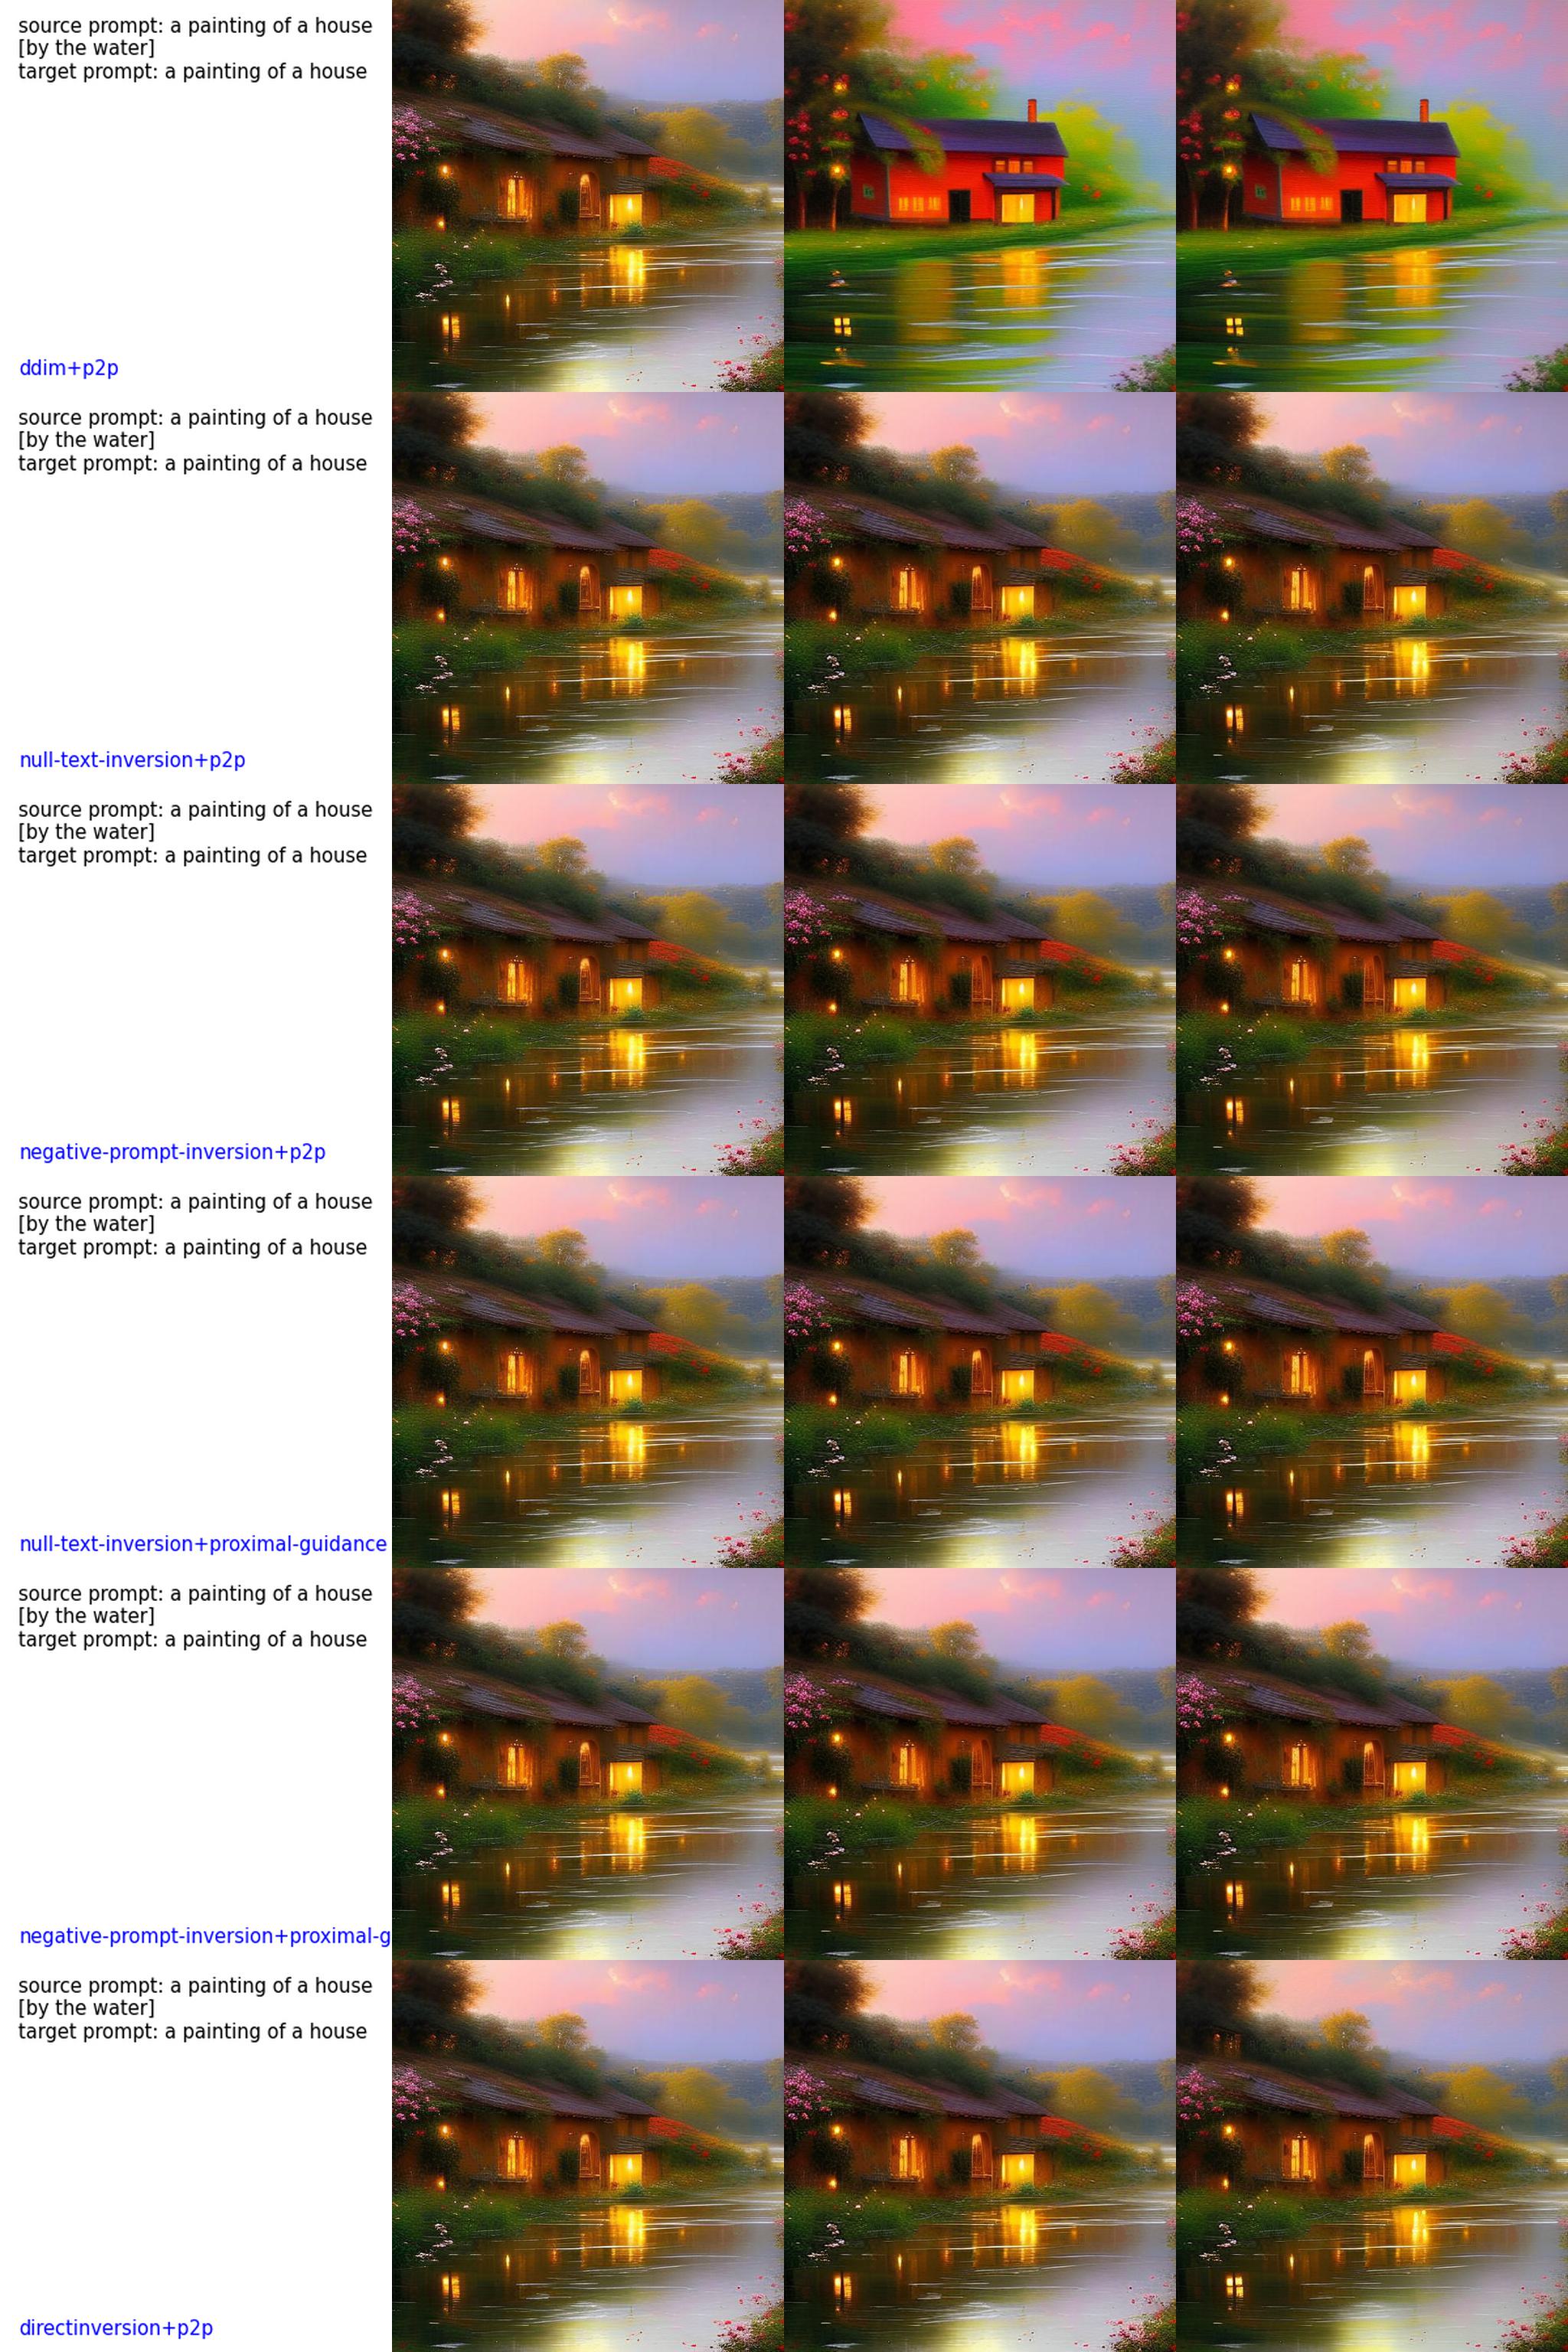 source prompt: a painting of a house
[by the water]
target prompt: a painting of a house
ddim+p2p
source prompt: a painting of a house
[by the water]
target prompt: a painting of a house
null-text-inversion+p2p
source prompt: a painting of a house
[by the water]
target prompt: a painting of a house
negative-prompt-inversion+p2p
source prompt: a painting of a house
[by the water]
target prompt: a painting of a house
null-text-inversion+proximal-guidance
source prompt: a painting of a house
[by the water]
target prompt: a painting of a house
negative-prompt-inversion+proximal-g
source prompt: a painting of a house
[by the water]
target prompt: a painting of a house
directinversion+p2p